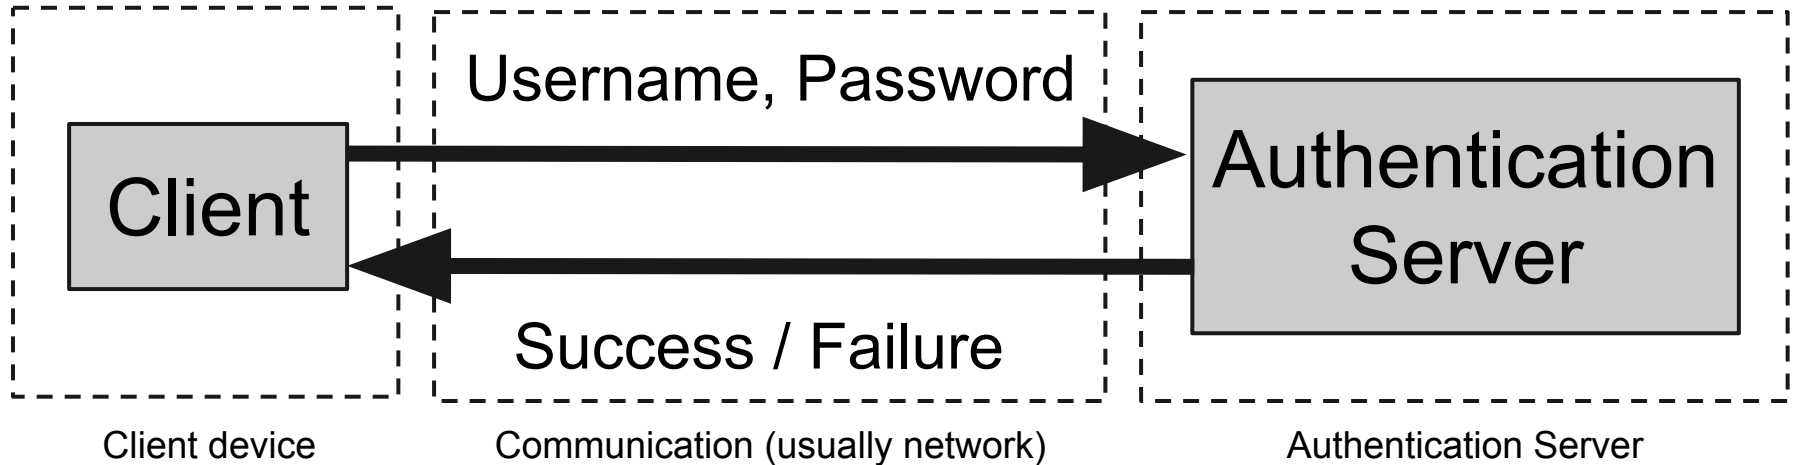 Username, Password
Client
Authentication
Server
Success / Failure
Client device
Communication (usually network)
Authentication Server